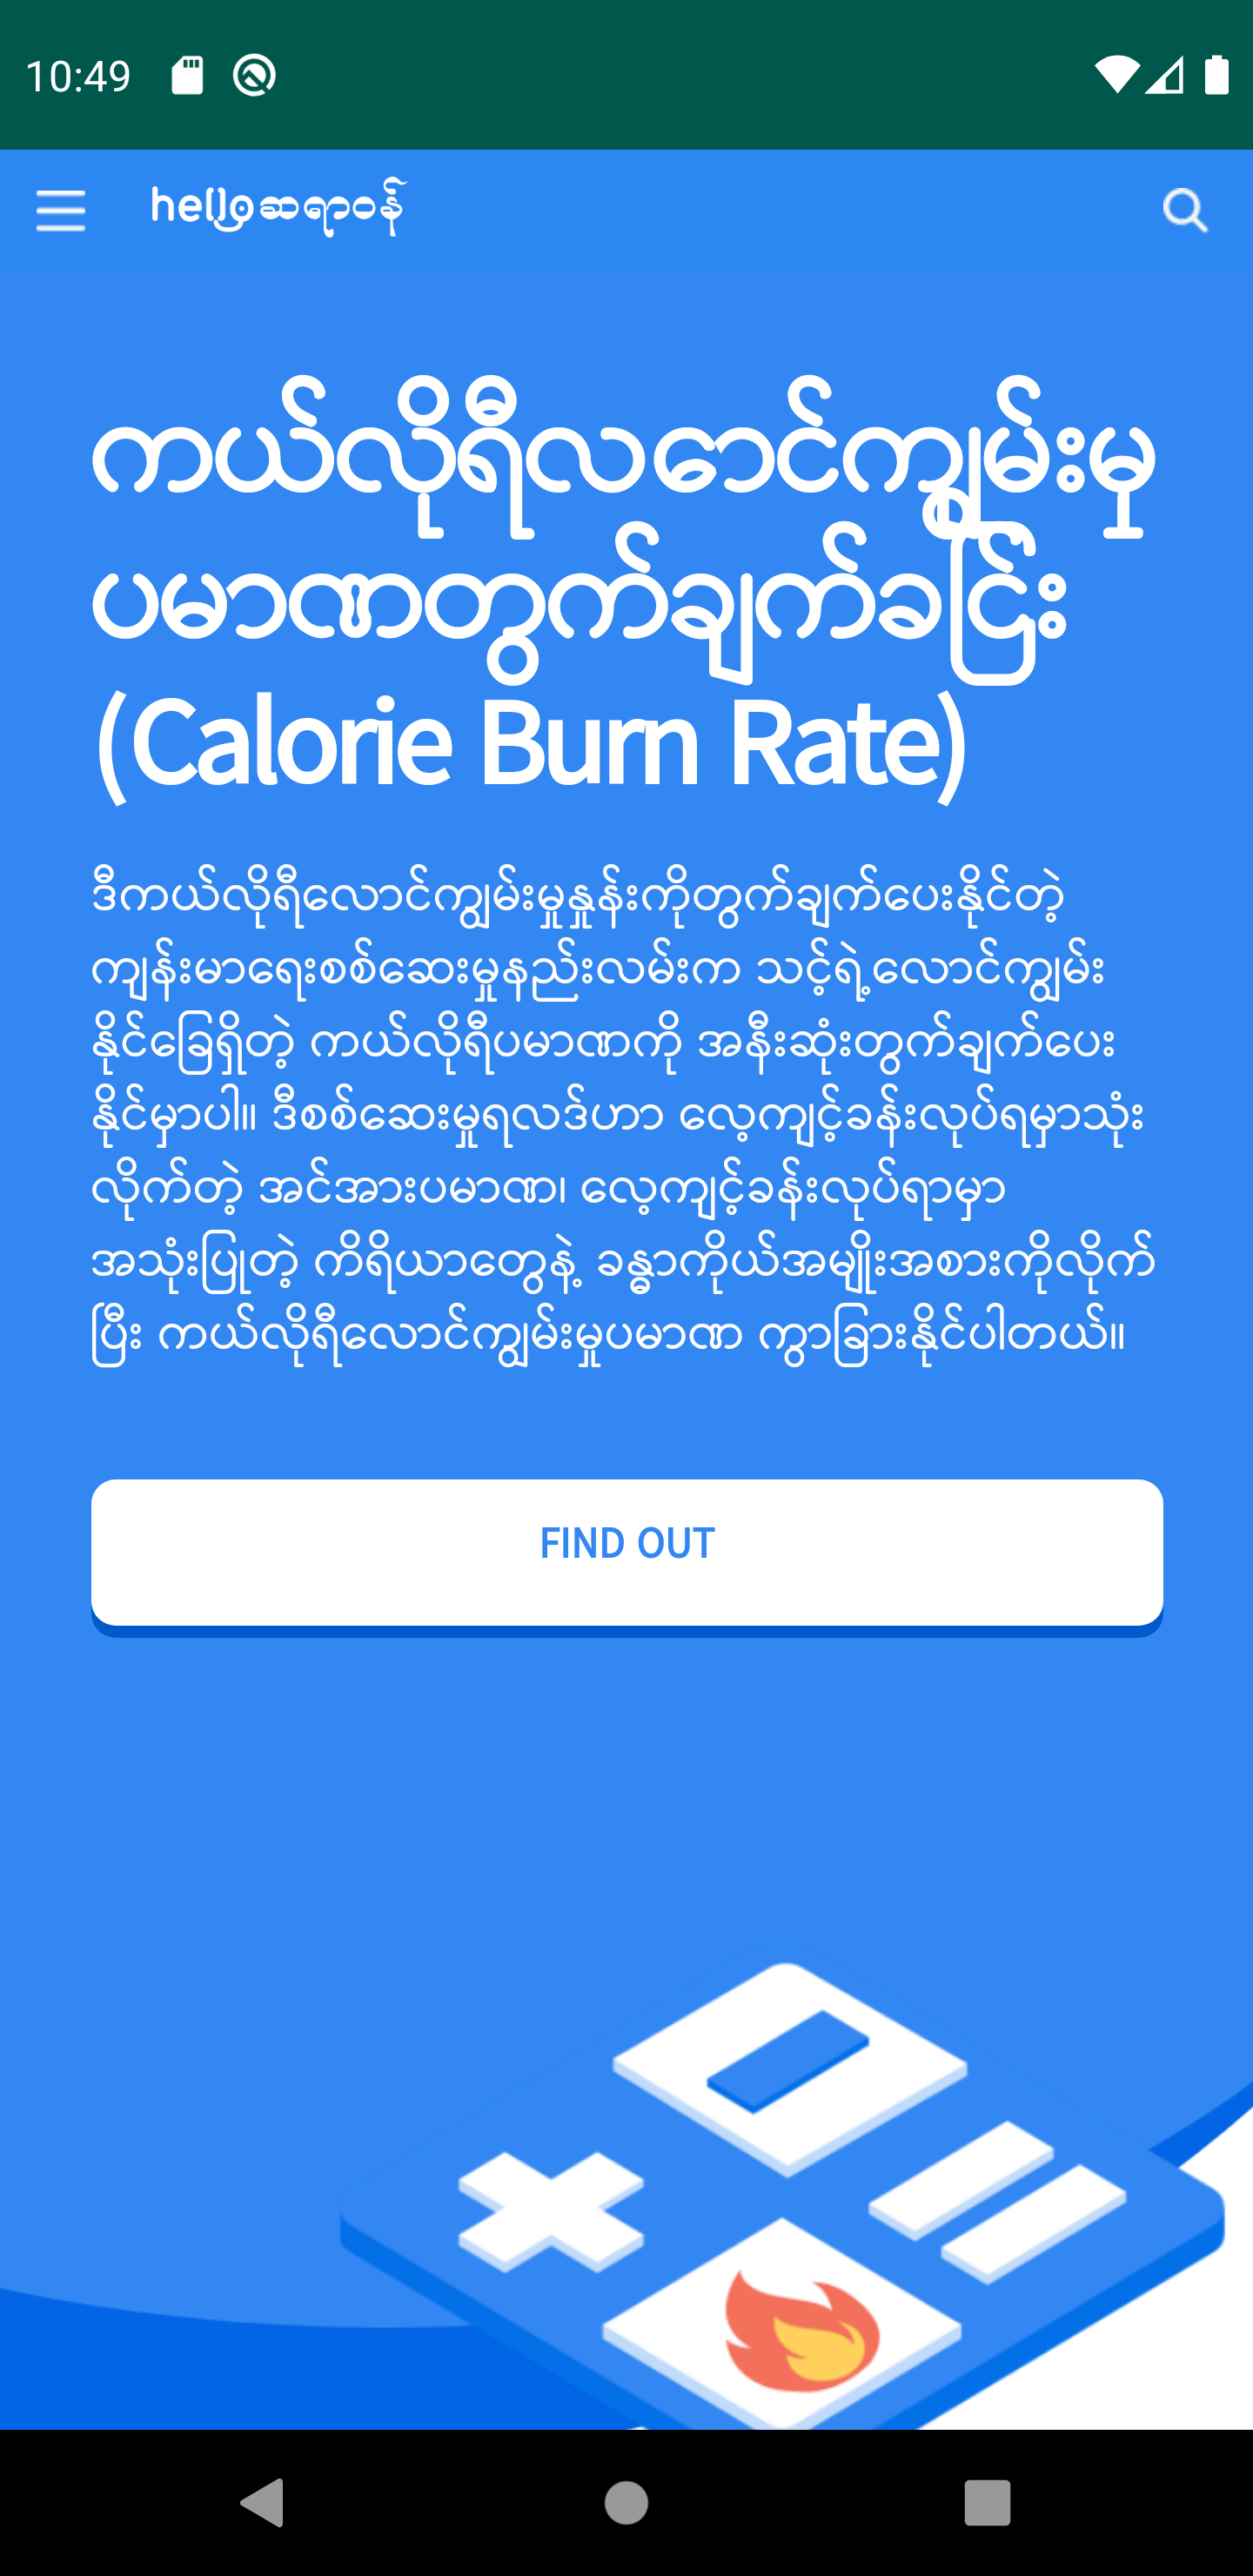 10:49
helloဆရာဝန်
ကယ်လိုရီလောင်ကျွမ်းမှု
ပမာဏတွက်ချက်ခြင်း
(Calorie Burn Rate)
ဒီကယ်လိုရီလောင်ကျွမ်းမှုနှုန်းကိုတွက်ချက်ပေးနိုင်တဲ့
ကျန်းမာရေးစစ်ဆေးမှုနည်းလမ်းက သင့်ရဲ့လောင်ကျွမ်း
နိုင်ခြေရှိတဲ့ ကယ်လိုရီပမာဏကို အနီးဆုံးတွက်ချက်ပေး
နိုင်မှာပါ။ ဒီစစ်ဆေးမှုရလဒ်ဟာ လေ့ကျင့်ခန်းလုပ်ရမှာသုံး
လိုက်တဲ့ အင်အားပမာဏ၊ လေ့ကျင့်ခန်းလုပ်ရာမှာ
အသုံးပြုတဲ့ ကိရိယာတွေနဲ့ ခန္ဓာကိုယ်အမျိုးအစားကိုလိုက်
ပြီး ကယ်လိုရီလောင်ကျွမ်းမှုပမာဏ ကွာခြားနိုင်ပါတယ်။
FIND OUT